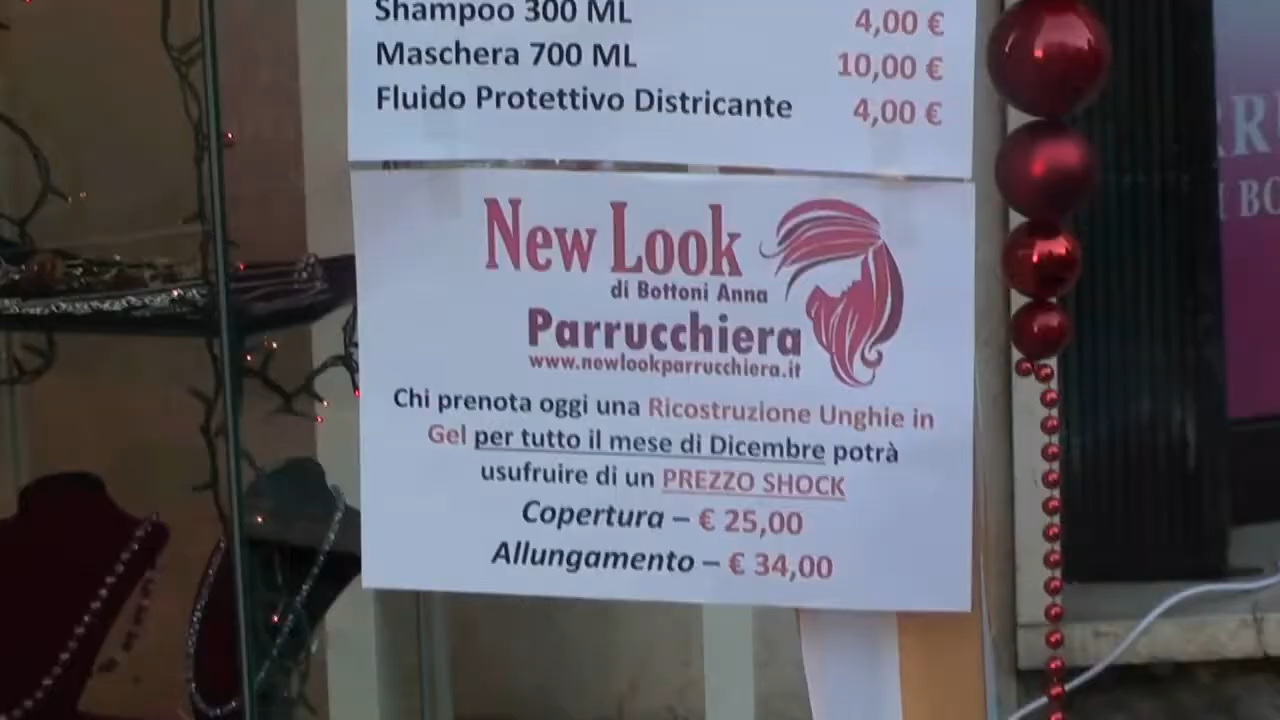 Shampoo 300 ML 4,00 €
Maschera 700 ML 10,00 €
Fluido Protettivo Districante 4,00 €
New Look
di Bottoni Anna
Parrucchiera
www.newlookparrucchiera.it
Chi prenota oggi una Ricostruzione Unghie in
Gel per tutto il mese di Dicembre potrà
usufruire di un PREZZO SHOCK
Copertura – € 25,00
Allungamento – € 34,00